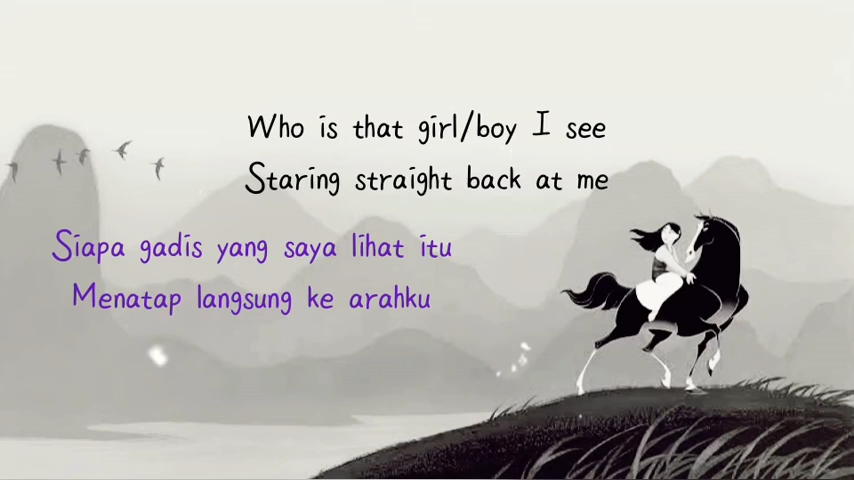 Who is that girl/boy I see
Staring straight back at me
Siapa gadis yang saya lihat itu
Menatap langsung ke arahku